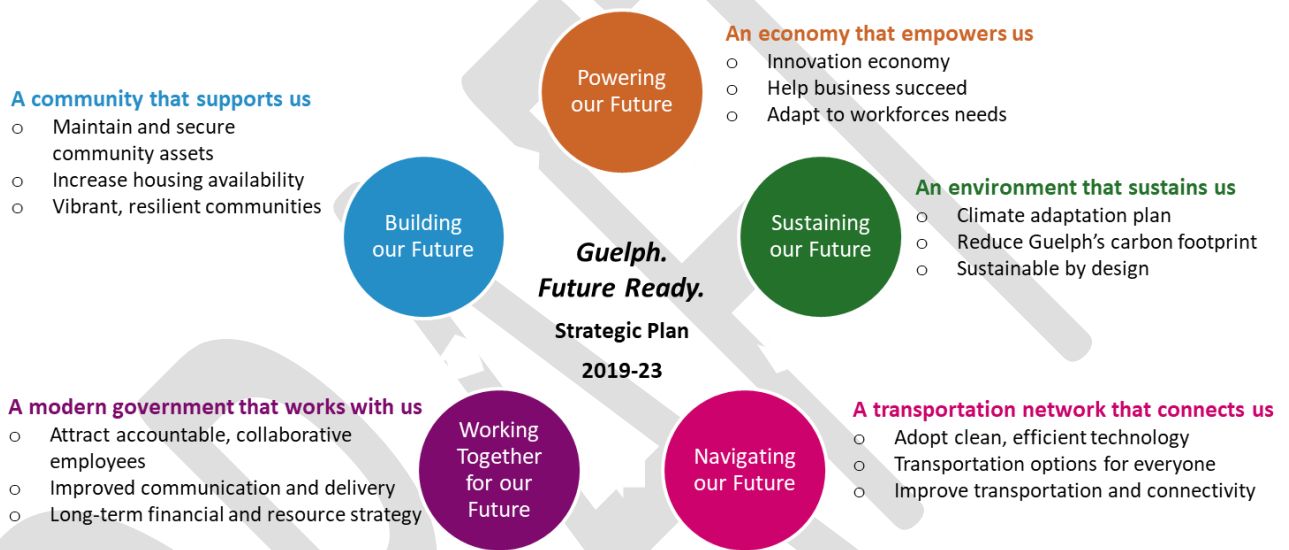 Powering
our Future
An economy that empowers us
o Innovation economy
o Help business succeed
o Adapt to workforces needs
A community that supports us
o Maintain and secure
community assets
o Increase housing availability
o Vibrant, resilient communities
Building
our Future
Sustaining
our Future
An environment that sustains us
o Climate adaptation plan
o Reduce Guelph's carbon footprint
o Sustainable by design
Guelph.
Future Ready.
Strategic Plan
2019-23
A modern government that works with us
o Attract accountable, collaborative
employees
o Improved communication and delivery
o Long-term financial and resource strategy
Working
Together
for our
Future
Navigating
our Future
A transportation network that connects us
o Adopt clean, efficient technology
o Transportation options for everyone
o Improve transportation and connectivity
DRAFT